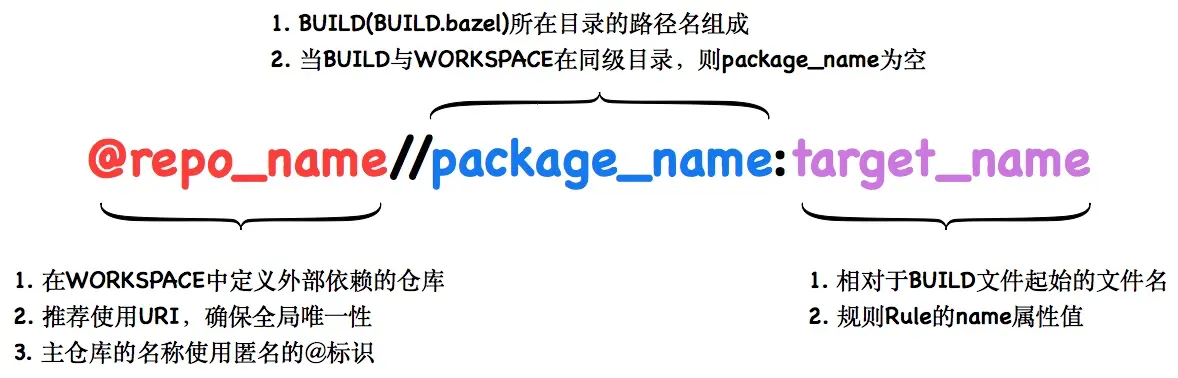 1. BUILD(BUILD.bazel)所在目录的路径名组成
2. 当BUILD与WORKSPACE在同级目录，则package_name为空
@repo_name//package_name:target_name
1. 在WORKSPACE中定义外部依赖的仓库
2. 推荐使用URI，确保全局唯一性
3. 主仓库的名称使用匿名的@标识
1. 相对于BUILD文件起始的文件名
2. 规则Rule的name属性值